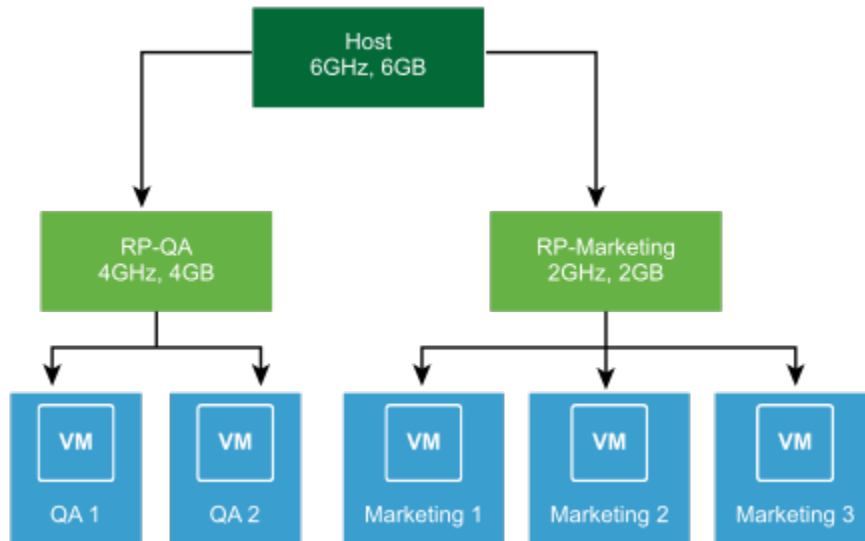 Host
6GHz, 6GB
RP-QA
4GHz, 4GB
RP-Marketing
2GHz, 2GB
VM
QA 1
VM
QA 2
VM
Marketing 1
VM
Marketing 2
VM
Marketing 3